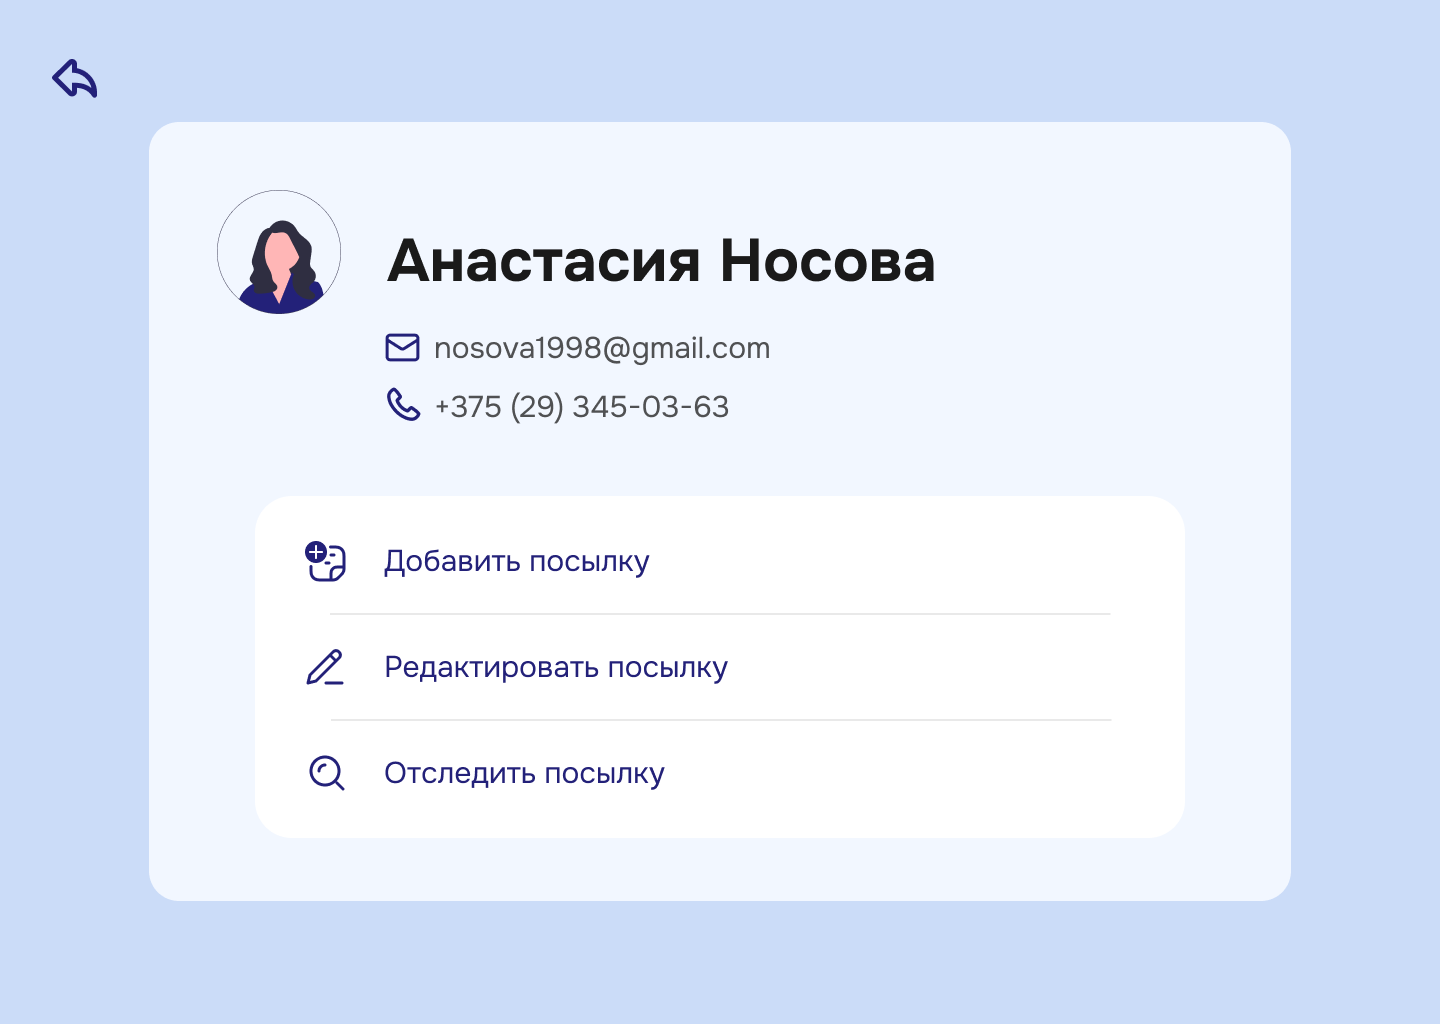 Анастасия Носова
nosova1998@gmail.com
+375 (29) 345-03-63
Добавить посылку
Редактировать посылку
Отследить посылку